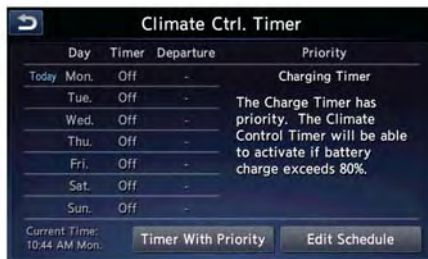 Climate Ctrl. Timer
Day Timer Departure Priority
Today Mon. Off - Charging Timer
Tue. Off -
Wed. Off -
Thu. Off -
Fri. Off -
Sat. Off -
Sun. Off -
The Charge Timer has
priority. The Climate
Control Timer will be able
to activate if battery
charge exceeds 80%.
Current Time:
10:44 AM Mon.
Timer With Priority
Edit Schedule